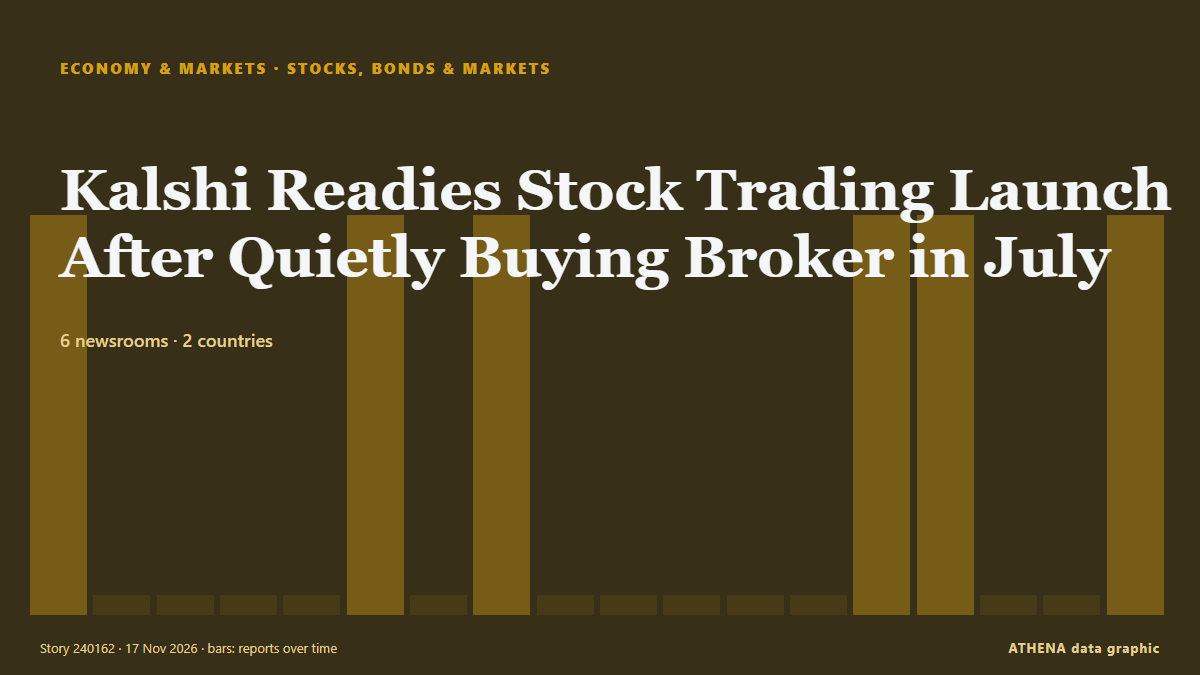 ECONOMY & MARKETS · STOCKS, BONDS & MARKETS
Kalshi Readies Stock Trading Launch
After Quietly Buying Broker in July
6 newsrooms · 2 countries
Story 240162 · 17 Nov 2026 · bars: reports over time
ATHENA data graphic